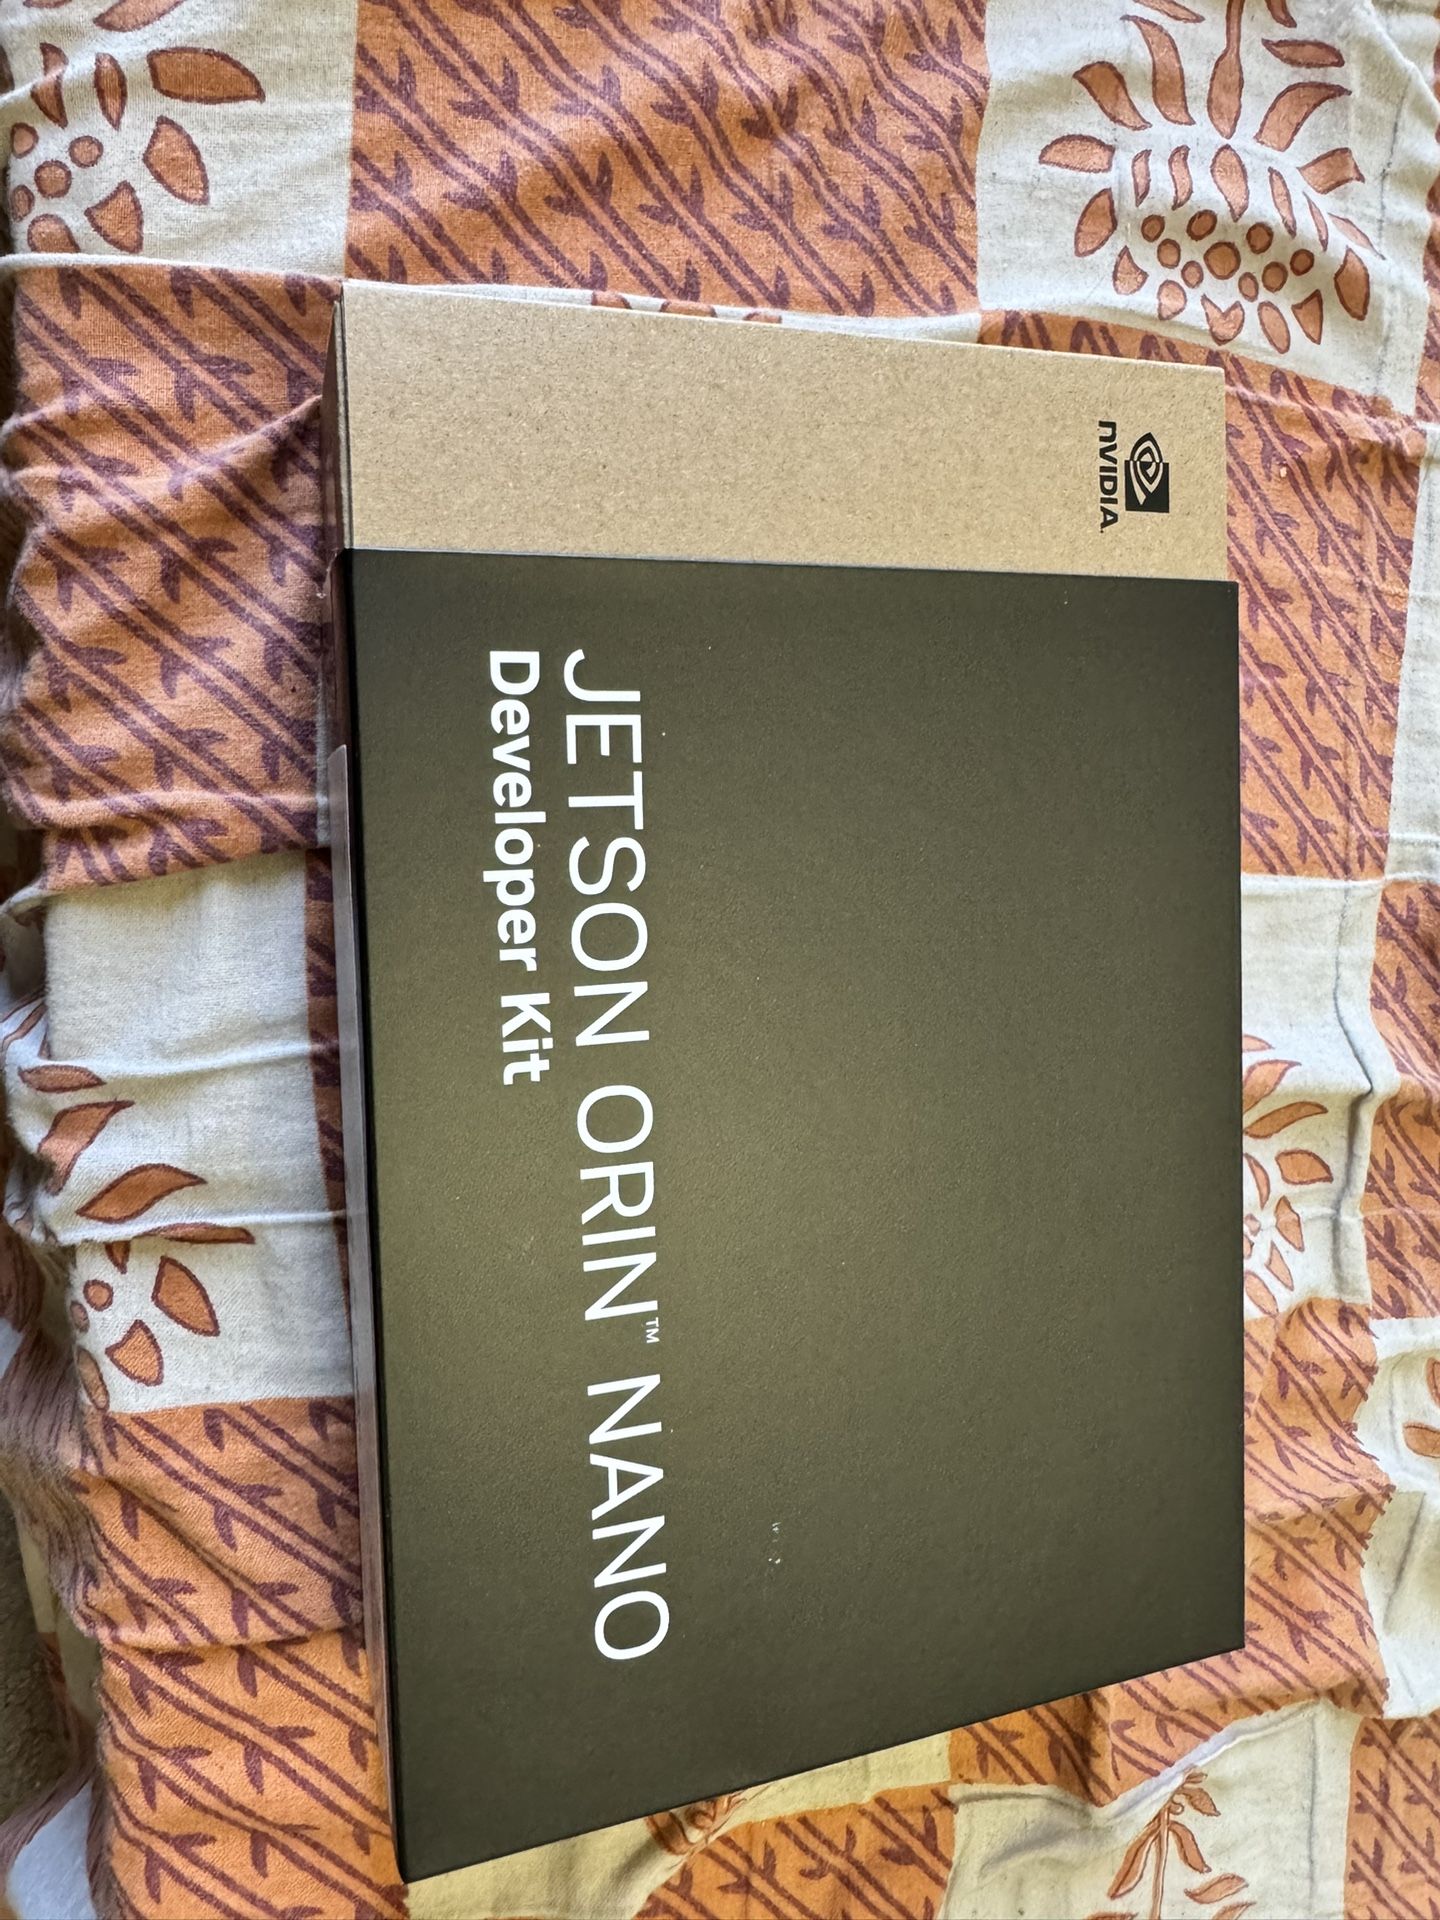 nVIDIA.
JETSON ORIN™ NANO
Developer Kit